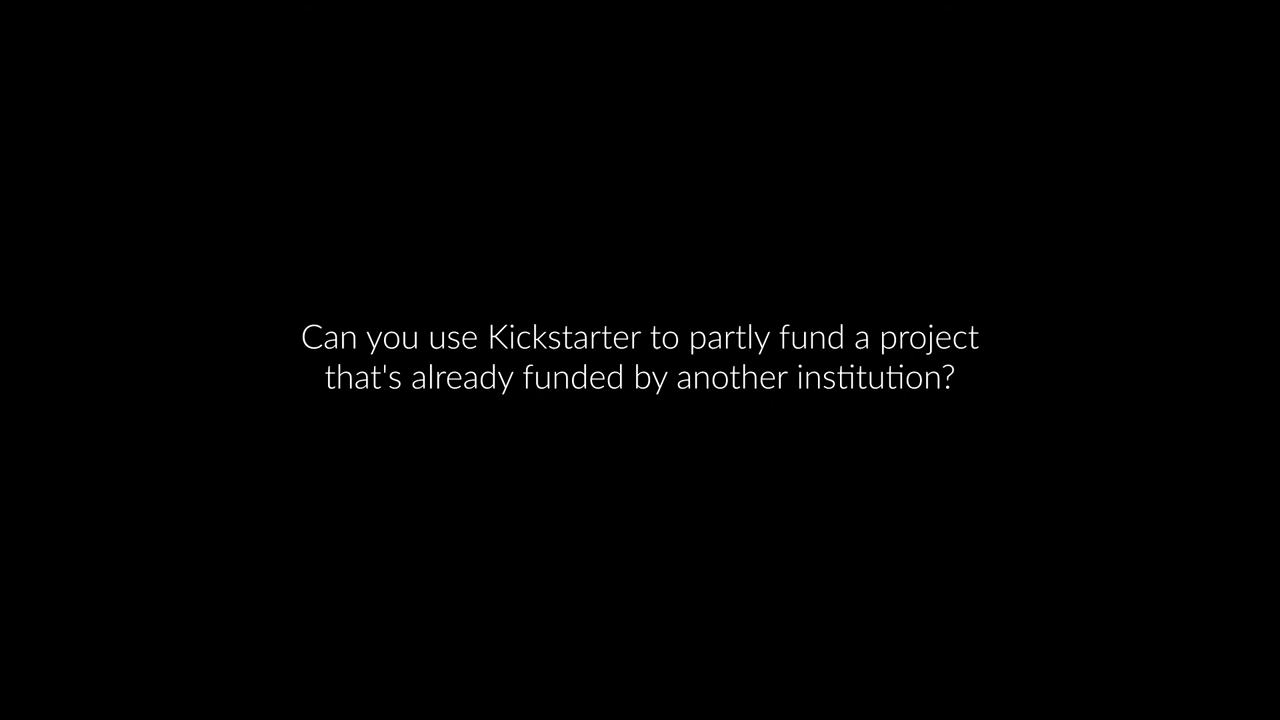 Can you use Kickstarter to partly fund a project
that's already funded by another institution?